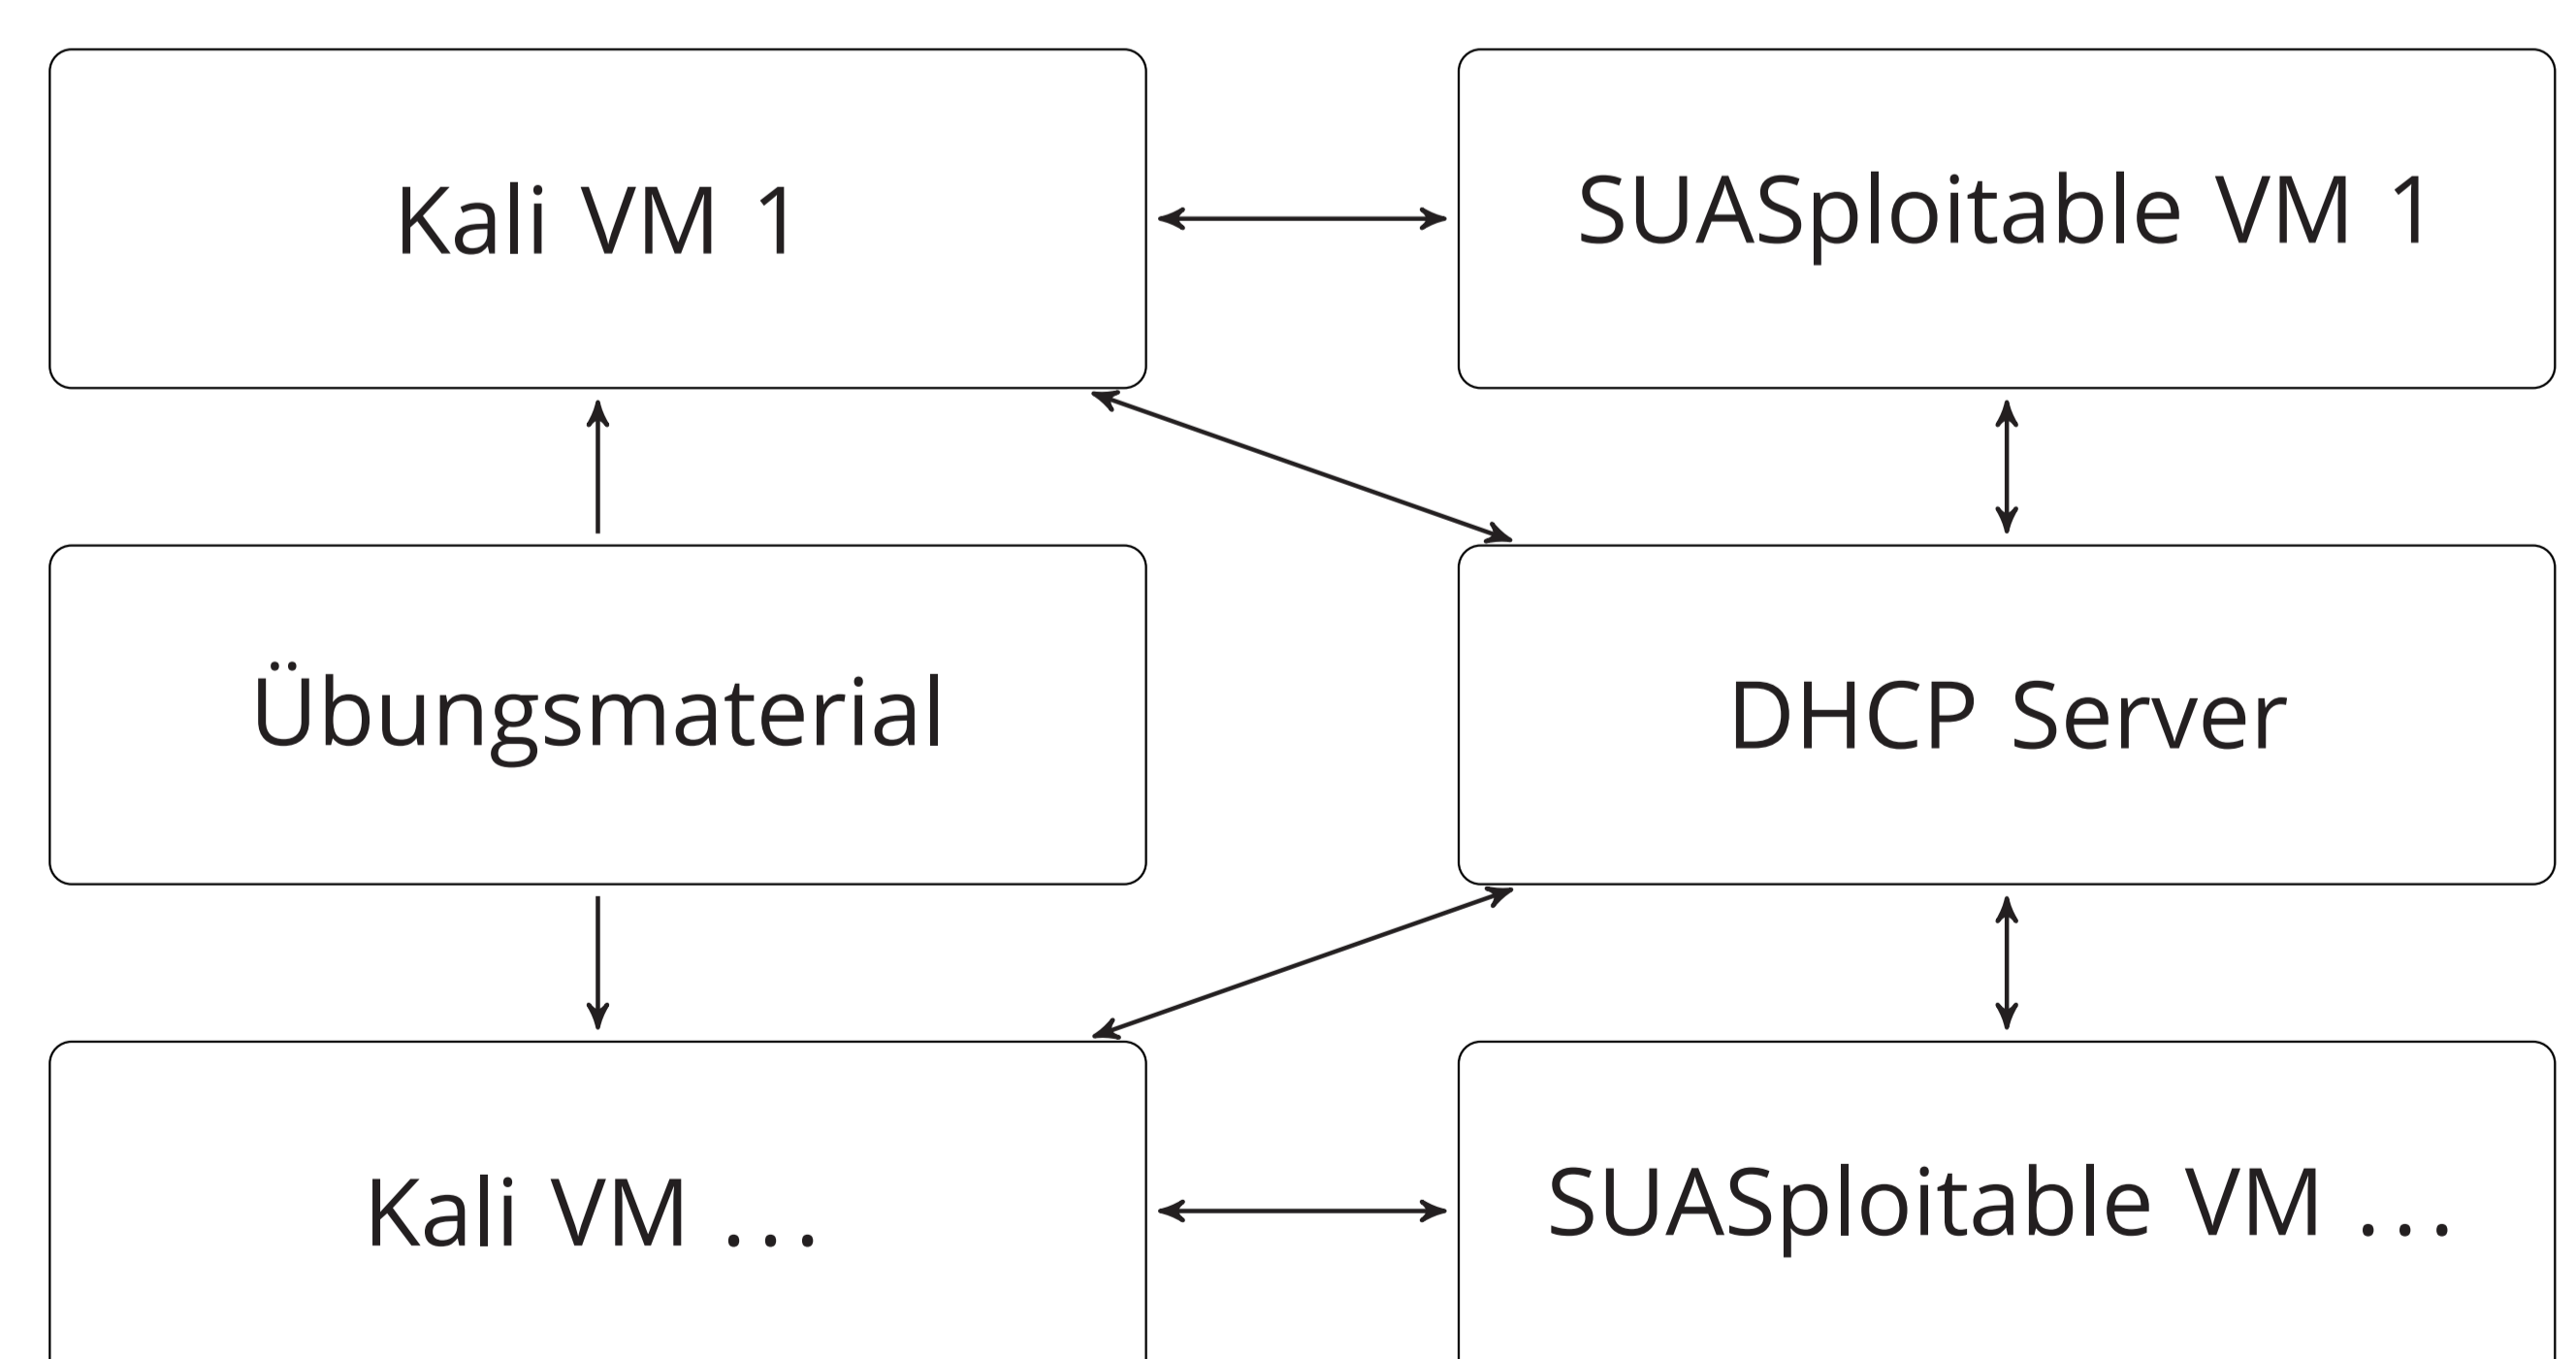 Kali VM 1
SUASploitable VM 1
Übungsmaterial
DHCP Server
Kali VM ...
SUASploitable VM ...